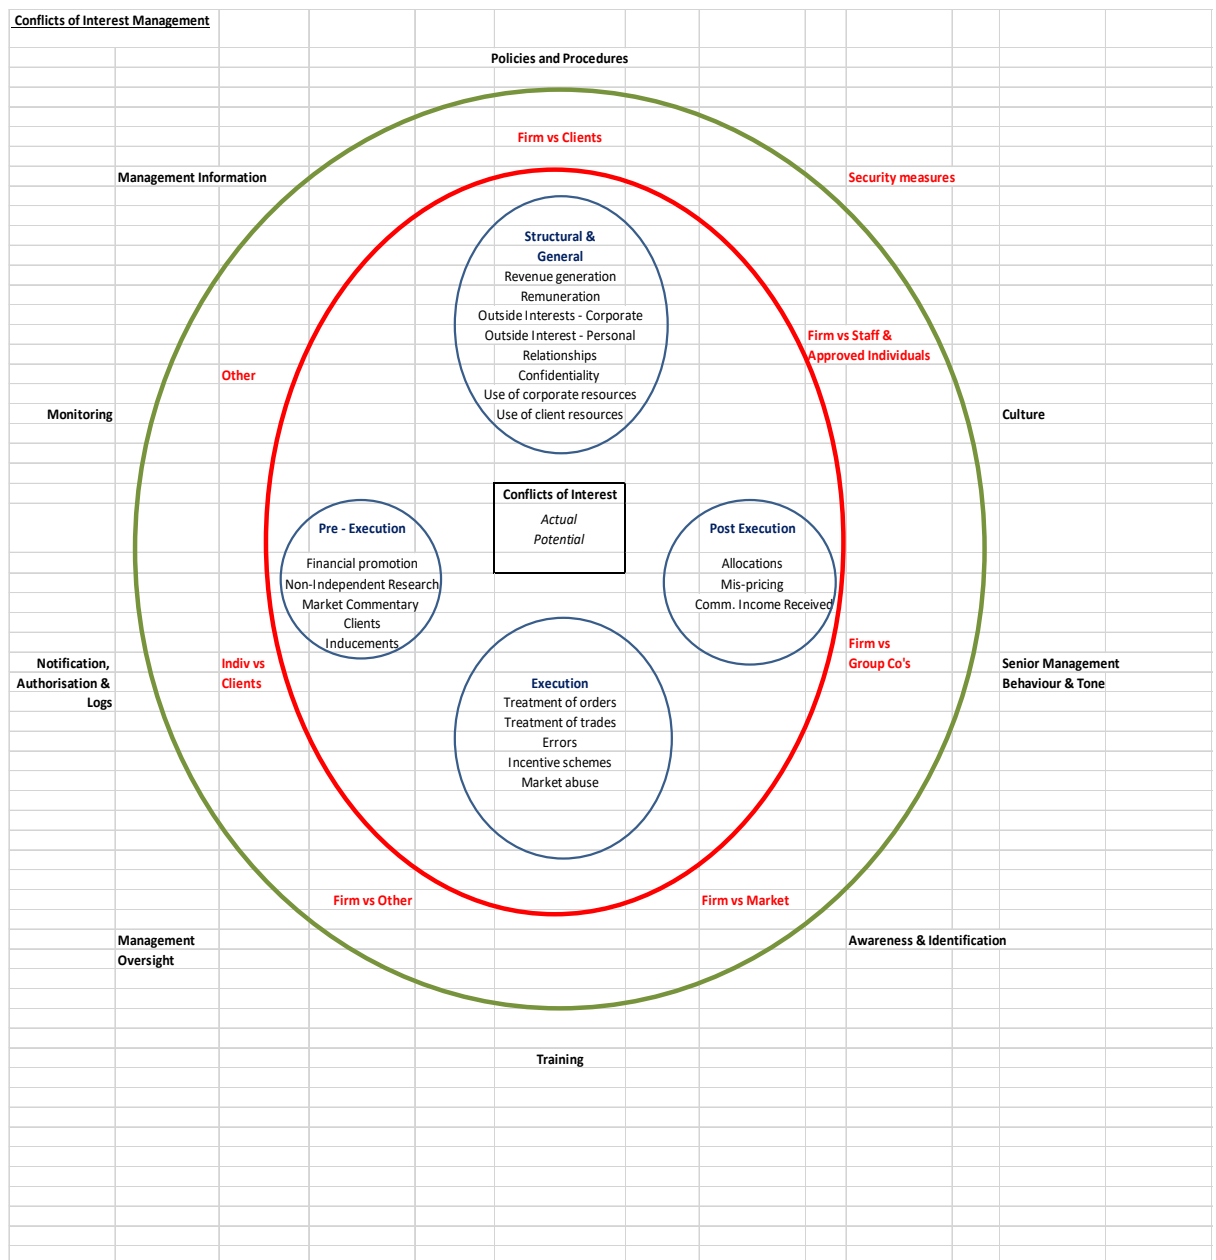 Conflicts of Interest Management
Policies and Procedures
Firm vs Clients
Management Information
Security measures
Structural &
General
Revenue generation
Remuneration
Outside Interests - Corporate
Outside Interest - Personal
Relationships
Confidentiality
Use of corporate resources
Use of client resources
Firm vs Staff &
Approved Individuals
Other
Monitoring
Culture
Conflicts of Interest
Actual
Potential
Pre - Execution
Financial promotion
Non-Independent Research
Market Commentary
Clients
Inducements
Post Execution
Allocations
Mis-pricing
Comm. Income Received
Notification,
Authorisation &
Logs
Indiv vs
Clients
Firm vs
Group Co's
Senior Management
Behaviour & Tone
Execution
Treatment of orders
Treatment of trades
Errors
Incentive schemes
Market abuse
Firm vs Other
Firm vs Market
Management
Oversight
Awareness & Identification
Training